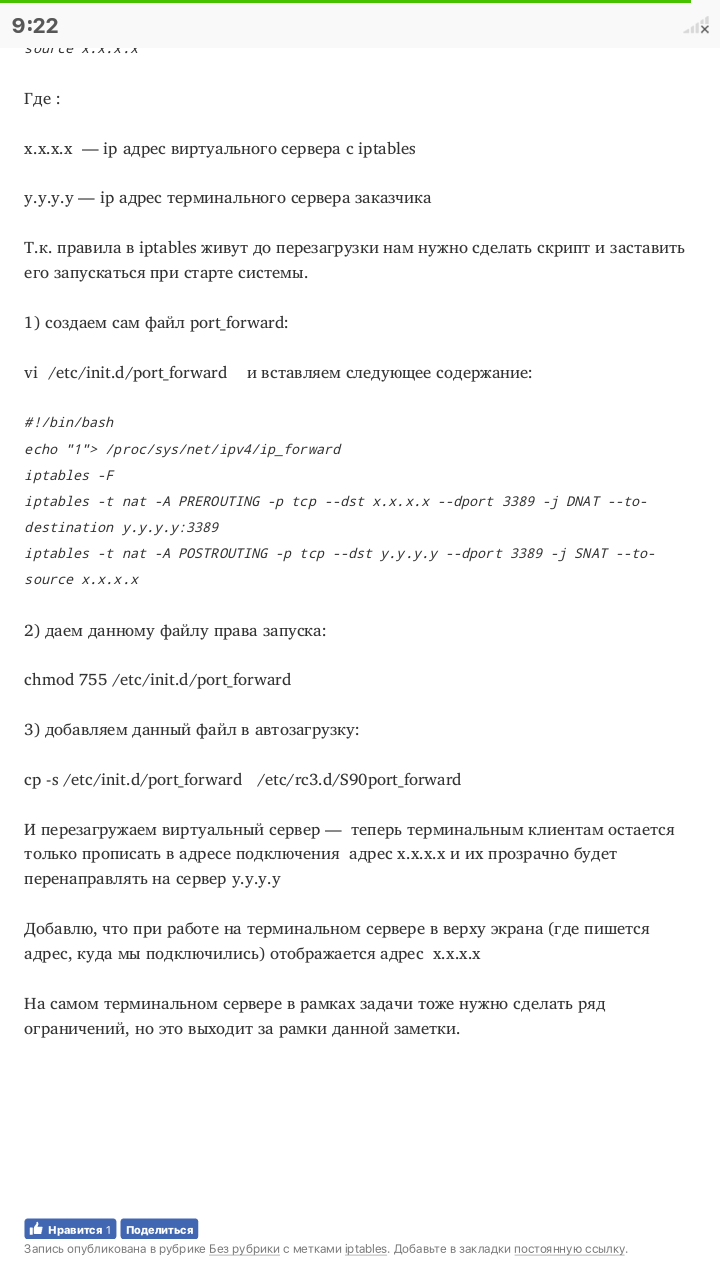 9:22
source x.x.x.x
Где :
x.x.x.x — ip адрес виртуального сервера с iptables
y.y.y.y — ip адрес терминального сервера заказчика
Т.к. правила в iptables живут до перезагрузки нам нужно сделать скрипт и заставить
его запускаться при старте системы.
1) создаем сам файл port_forward:
vi /etc/init.d/port_forward и вставляем следующее содержание:
#!/bin/bash
echo "1"> /proc/sys/net/ipv4/ip_forward
iptables -F
iptables -t nat -A PREROUTING -p tcp --dst x.x.x.x --dport 3389 -j DNAT --to-
destination y.y.y.y:3389
iptables -t nat -A POSTROUTING -p tcp --dst y.y.y.y --dport 3389 -j SNAT --to-
source x.x.x.x
2) даем данному файлу права запуска:
chmod 755 /etc/init.d/port_forward
3) добавляем данный файл в автозагрузку:
cp -s /etc/init.d/port_forward /etc/rc3.d/S90port_forward
И перезагружаем виртуальный сервер — теперь терминальным клиентам остается
только прописать в адресе подключения адрес x.x.x.x и их прозрачно будет
перенаправлять на сервер y.y.y.y
Добавлю, что при работе на терминальном сервере в верху экрана (где пишется
адрес, куда мы подключились) отображается адрес x.x.x.x
На самом терминальном сервере в рамках задачи тоже нужно сделать ряд
ограничений, но это выходит за рамки данной заметки.
Нравится 1 Поделиться
Запись опубликована в рубрике Без рубрики с метками iptables. Добавьте в закладки постоянную ссылку.